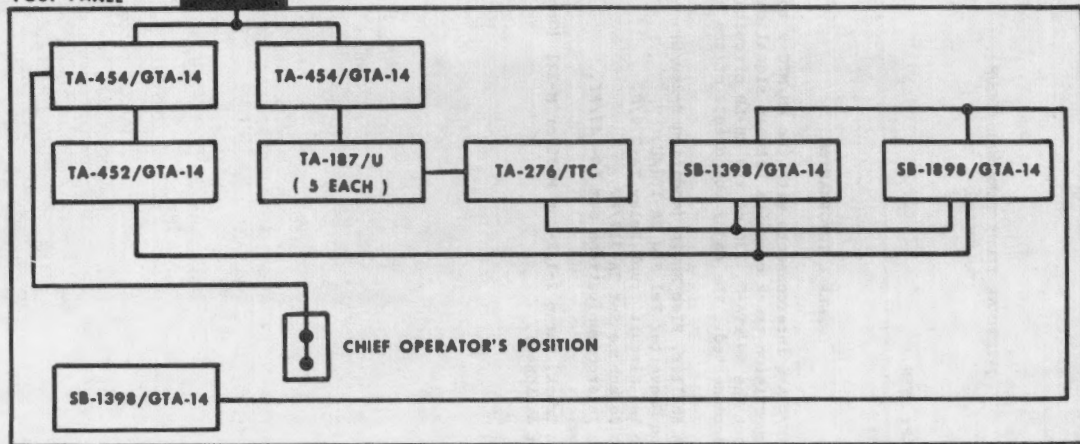 TA-454/GTA-14
TA-454/GTA-14
TA-452/GTA-14
TA-187/U
( 5 EACH )
TA-276/TTC
SB-1398/GTA-14
SB-1898/GTA-14
CHIEF OPERATOR'S POSITION
SB-1398/GTA-14